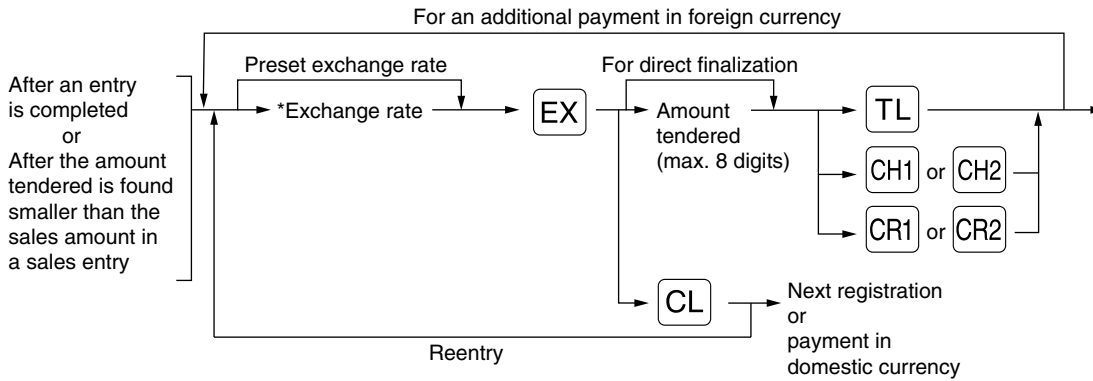 For an additional payment in foreign currency
Preset exchange rate
For direct finalization
After an entry
is completed
or
After the amount
tendered is found
smaller than the
sales amount in
a sales entry
*Exchange rate
EX
Amount
tendered
(max. 8 digits)
TL
CH1 or CH2
CR1 or CR2
CL
Next registration
or
payment in
domestic currency
Reentry